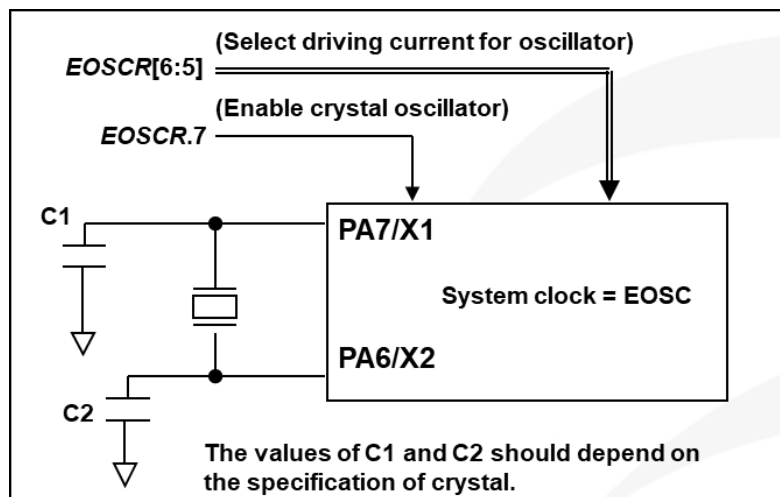 (Select driving current for oscillator)
EOSCR[6:5]
(Enable crystal oscillator)
EOSCR.7
C1
PA7/X1
System clock = EOSC
PA6/X2
C2
The values of C1 and C2 should depend on
the specification of crystal.